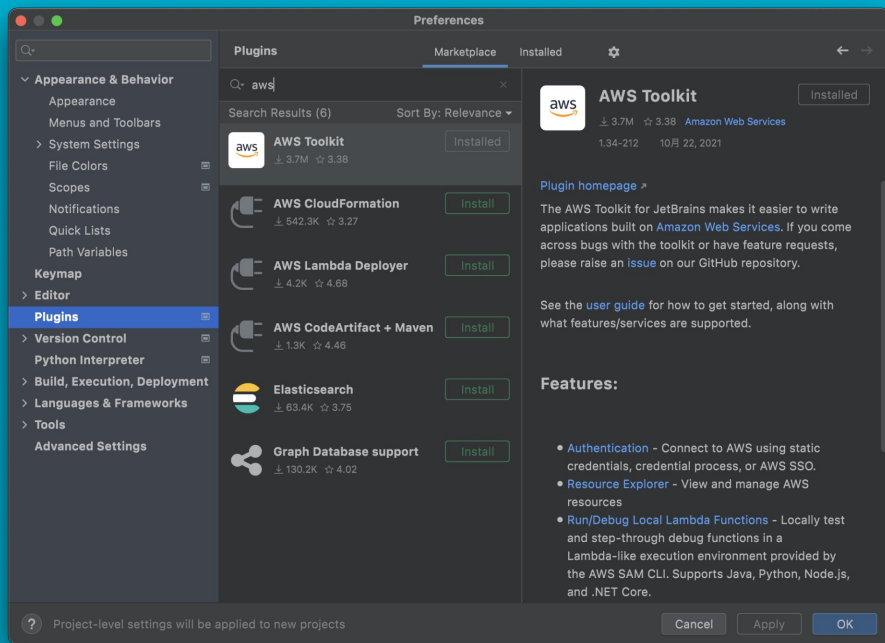 Preferences
Plugins
Marketplace
Installed
Appearance & Behavior
Appearance
Menus and Toolbars
System Settings
File Colors
Scopes
Notifications
Quick Lists
Path Variables
Keymap
Editor
Plugins
Version Control
Python Interpreter
Build, Execution, Deployment
Languages & Frameworks
Tools
Advanced Settings
aws
Search Results (6)
Sort By: Relevance
aws
AWS Toolkit
3.7M 3.38
Installed
AWS CloudFormation
542.3K 3.27
Install
AWS Lambda Deployer
4.2K 4.68
Install
AWS CodeArtifact + Maven
1.3K 4.46
Install
Elasticsearch
63.4K 3.75
Install
Graph Database support
130.2K 4.02
Install
aws
AWS Toolkit
Installed
3.7M 3.38 Amazon Web Services
1.34-212 10月 22, 2021
Plugin homepage ↗
The AWS Toolkit for JetBrains makes it easier to write
applications built on Amazon Web Services. If you come
across bugs with the toolkit or have feature requests,
please raise an issue on our GitHub repository.
See the user guide for how to get started, along with
what features/services are supported.
Features:
• Authentication - Connect to AWS using static
credentials, credential process, or AWS SSO.
• Resource Explorer - View and manage AWS
resources
• Run/Debug Local Lambda Functions - Locally test
and step-through debug functions in a
Lambda-like execution environment provided by
the AWS SAM CLI. Supports Java, Python, Node.js,
and .NET Core.
? Project-level settings will be applied to new projects
Cancel
Apply
OK